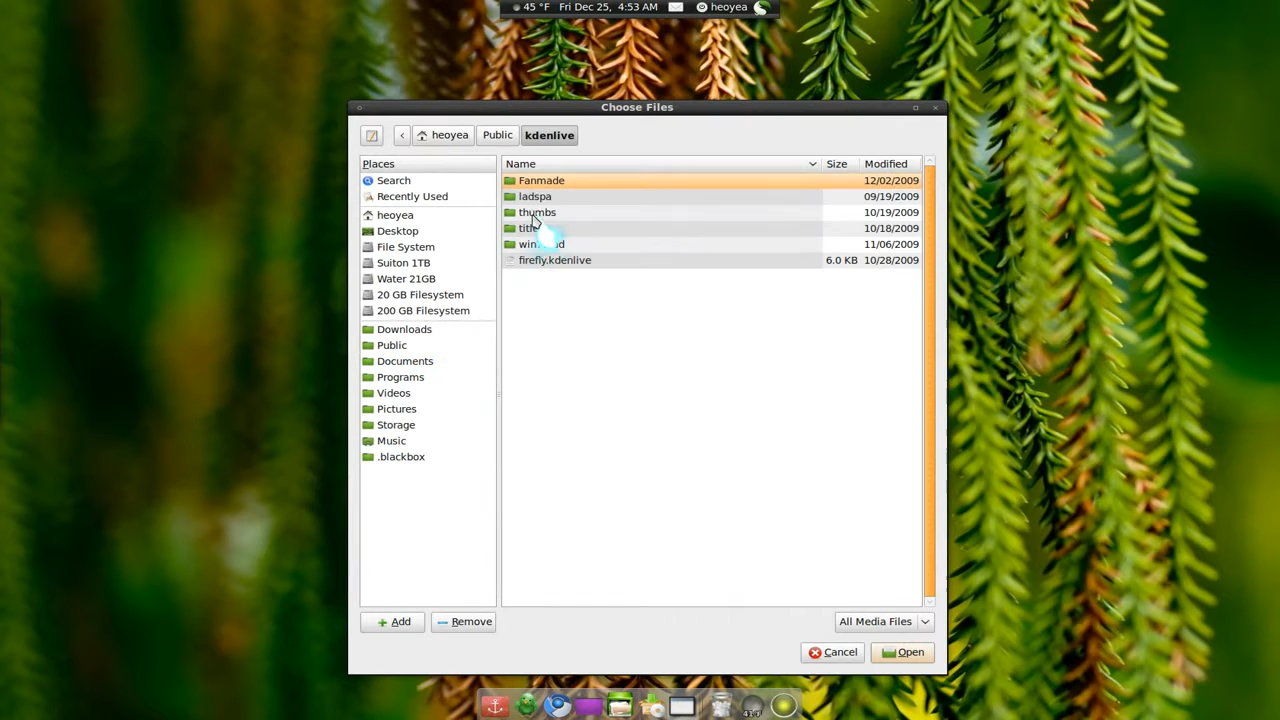 45 °F Fri Dec 25, 4:53 AM heoyea
Choose Files
heoyea Public kdenlive
Places
Search
Recently Used
heoyea
Desktop
File System
Suiton 1TB
Water 21GB
20 GB Filesystem
200 GB Filesystem
Downloads
Public
Documents
Programs
Videos
Pictures
Storage
Music
.blackbox
Name Size Modified
Fanmade 12/02/2009
ladspa 09/19/2009
thumbs 10/19/2009
10/18/2009
11/06/2009
firefly.kdenlive 6.0 KB 10/28/2009
Add Remove All Media Files
Cancel Open